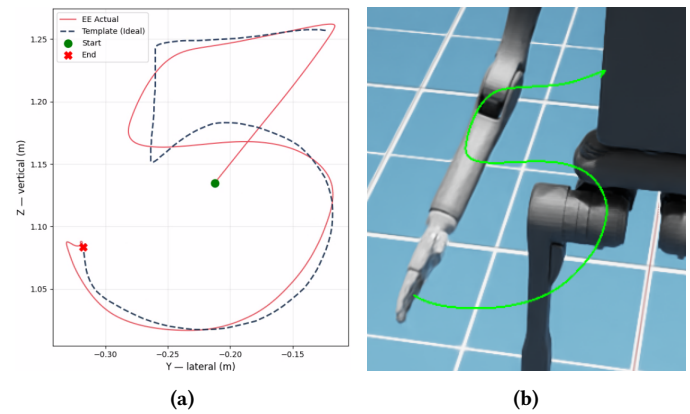 EE Actual
Template (Ideal)
Start
End
1.25
1.20
1.15
1.10
1.05
Z — vertical (m)
−0.30
−0.25
−0.20
−0.15
Y — lateral (m)
(a)
(b)